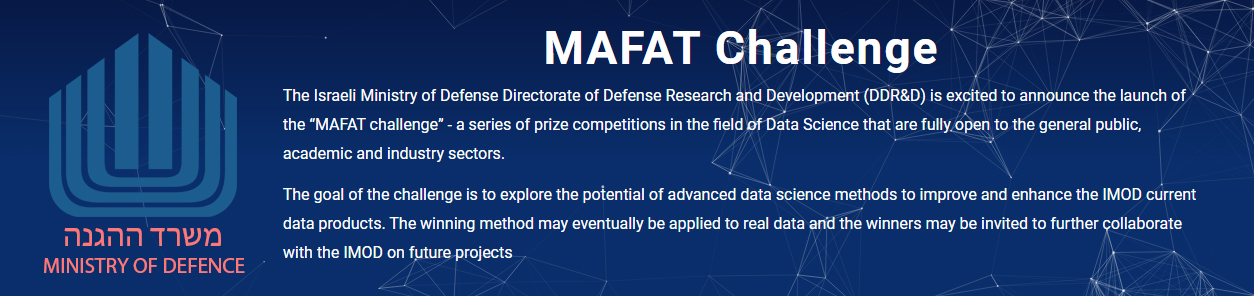 MAFAT Challenge
The Israeli Ministry of Defense Directorate of Defense Research and Development (DDR&D) is excited to announce the launch of
the “MAFAT challenge” - a series of prize competitions in the field of Data Science that are fully open to the general public,
academic and industry sectors.
The goal of the challenge is to explore the potential of advanced data science methods to improve and enhance the IMOD current
data products. The winning method may eventually be applied to real data and the winners may be invited to further collaborate
with the IMOD on future projects
משרד ההגנה
MINISTRY OF DEFENCE